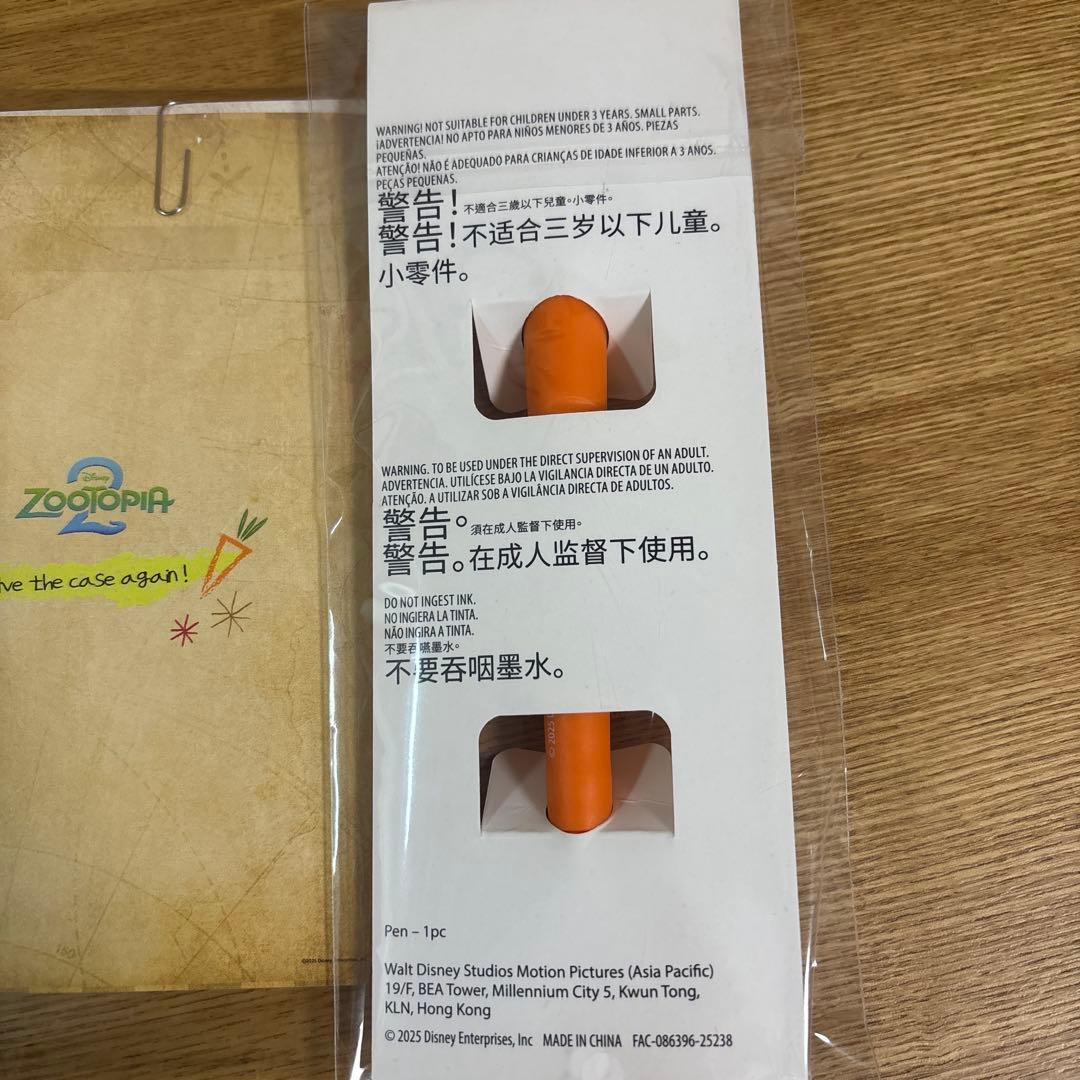 Disney
ZOOTOPIA
2
the case again!
WARNING! NOT SUITABLE FOR CHILDREN UNDER 3 YEARS. SMALL PARTS.
¡ADVERTENCIA! NO APTO PARA NIÑOS MENORES DE 3 AÑOS. PIEZAS
PEQUEÑAS.
ATENÇÃO! NÃO É ADEQUADO PARA CRIANÇAS DE IDADE INFERIOR A 3 ANOS.
PEÇAS PEQUENAS.
警告！不適合三歲以下兒童。小零件。
警告！不适合三岁以下儿童。
小零件。
WARNING. TO BE USED UNDER THE DIRECT SUPERVISION OF AN ADULT.
ADVERTENCIA. UTILÍCESE BAJO LA VIGILANCIA DIRECTA DE UN ADULTO.
ATENÇÃO. A UTILIZAR SOB A VIGILÂNCIA DIRECTA DE ADULTOS.
警告。須在成人監督下使用。
警告。在成人监督下使用。
DO NOT INGEST INK.
NO INGIERA LA TINTA.
NÃO INGIRA A TINTA.
不要吞嚥墨水。
不要吞咽墨水。
© 2025
Pen – 1pc
Walt Disney Studios Motion Pictures (Asia Pacific)
19/F, BEA Tower, Millennium City 5, Kwun Tong,
KLN, Hong Kong
© 2025 Disney Enterprises, Inc MADE IN CHINA FAC-086396-25238